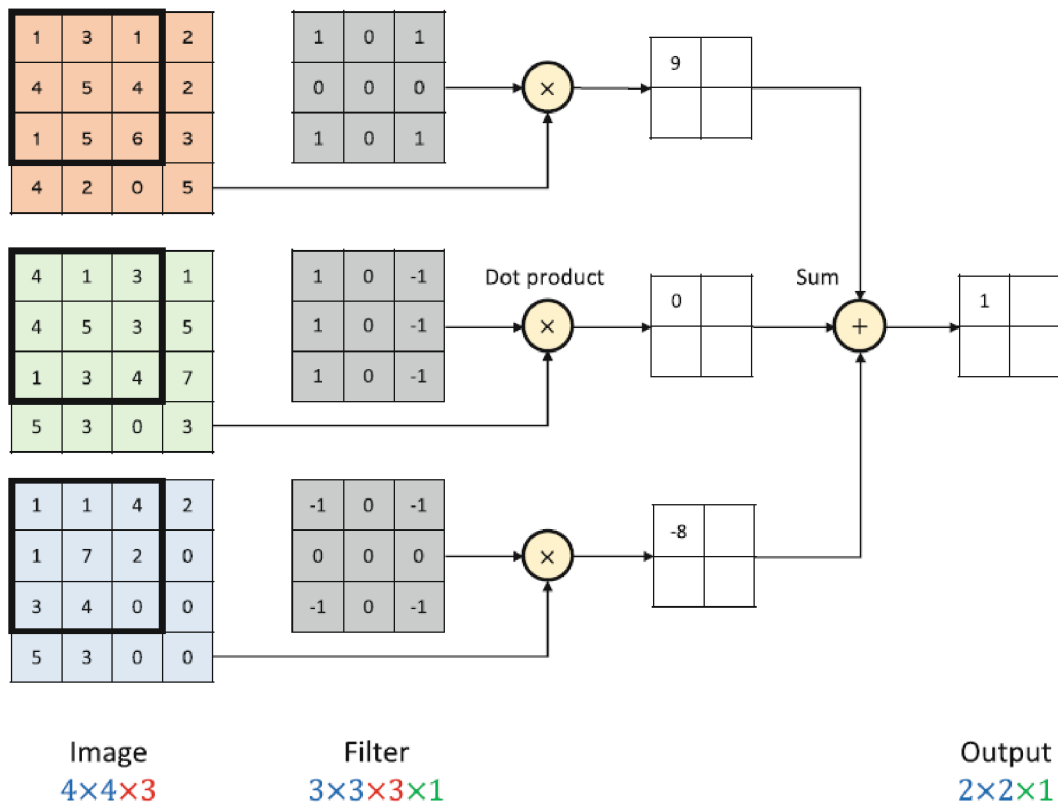 1 3 1 2
4 5 4 2
1 5 6 3
4 2 0 5
1 0 1
0 0 0
1 0 1
×
9
4 1 3 1
4 5 3 5
1 3 4 7
5 3 0 3
1 0 -1
1 0 -1
1 0 -1
Dot product
×
0
Sum
+
1
1 1 4 2
1 7 2 0
3 4 0 0
5 3 0 0
-1 0 -1
0 0 0
-1 0 -1
×
-8
Image
4×4×3
Filter
3×3×3×1
Output
2×2×1